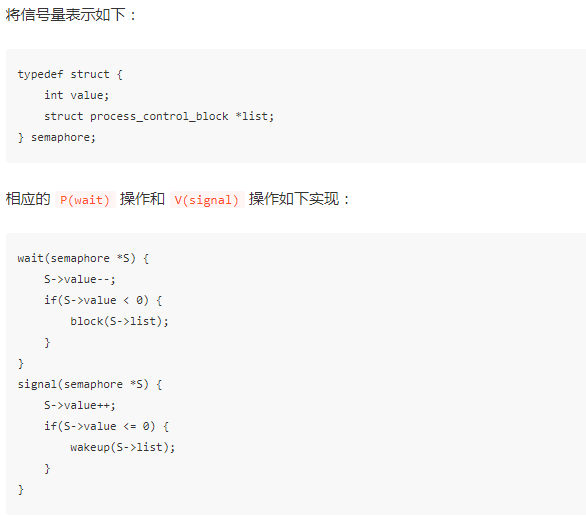 将信号量表示如下：
typedef struct {
    int value;
    struct process_control_block *list;
} semaphore;
相应的 P(wait) 操作和 V(signal) 操作如下实现：
wait(semaphore *S) {
    S->value--;
    if(S->value < 0) {
        block(S->list);
    }
}
signal(semaphore *S) {
    S->value++;
    if(S->value <= 0) {
        wakeup(S->list);
    }
}